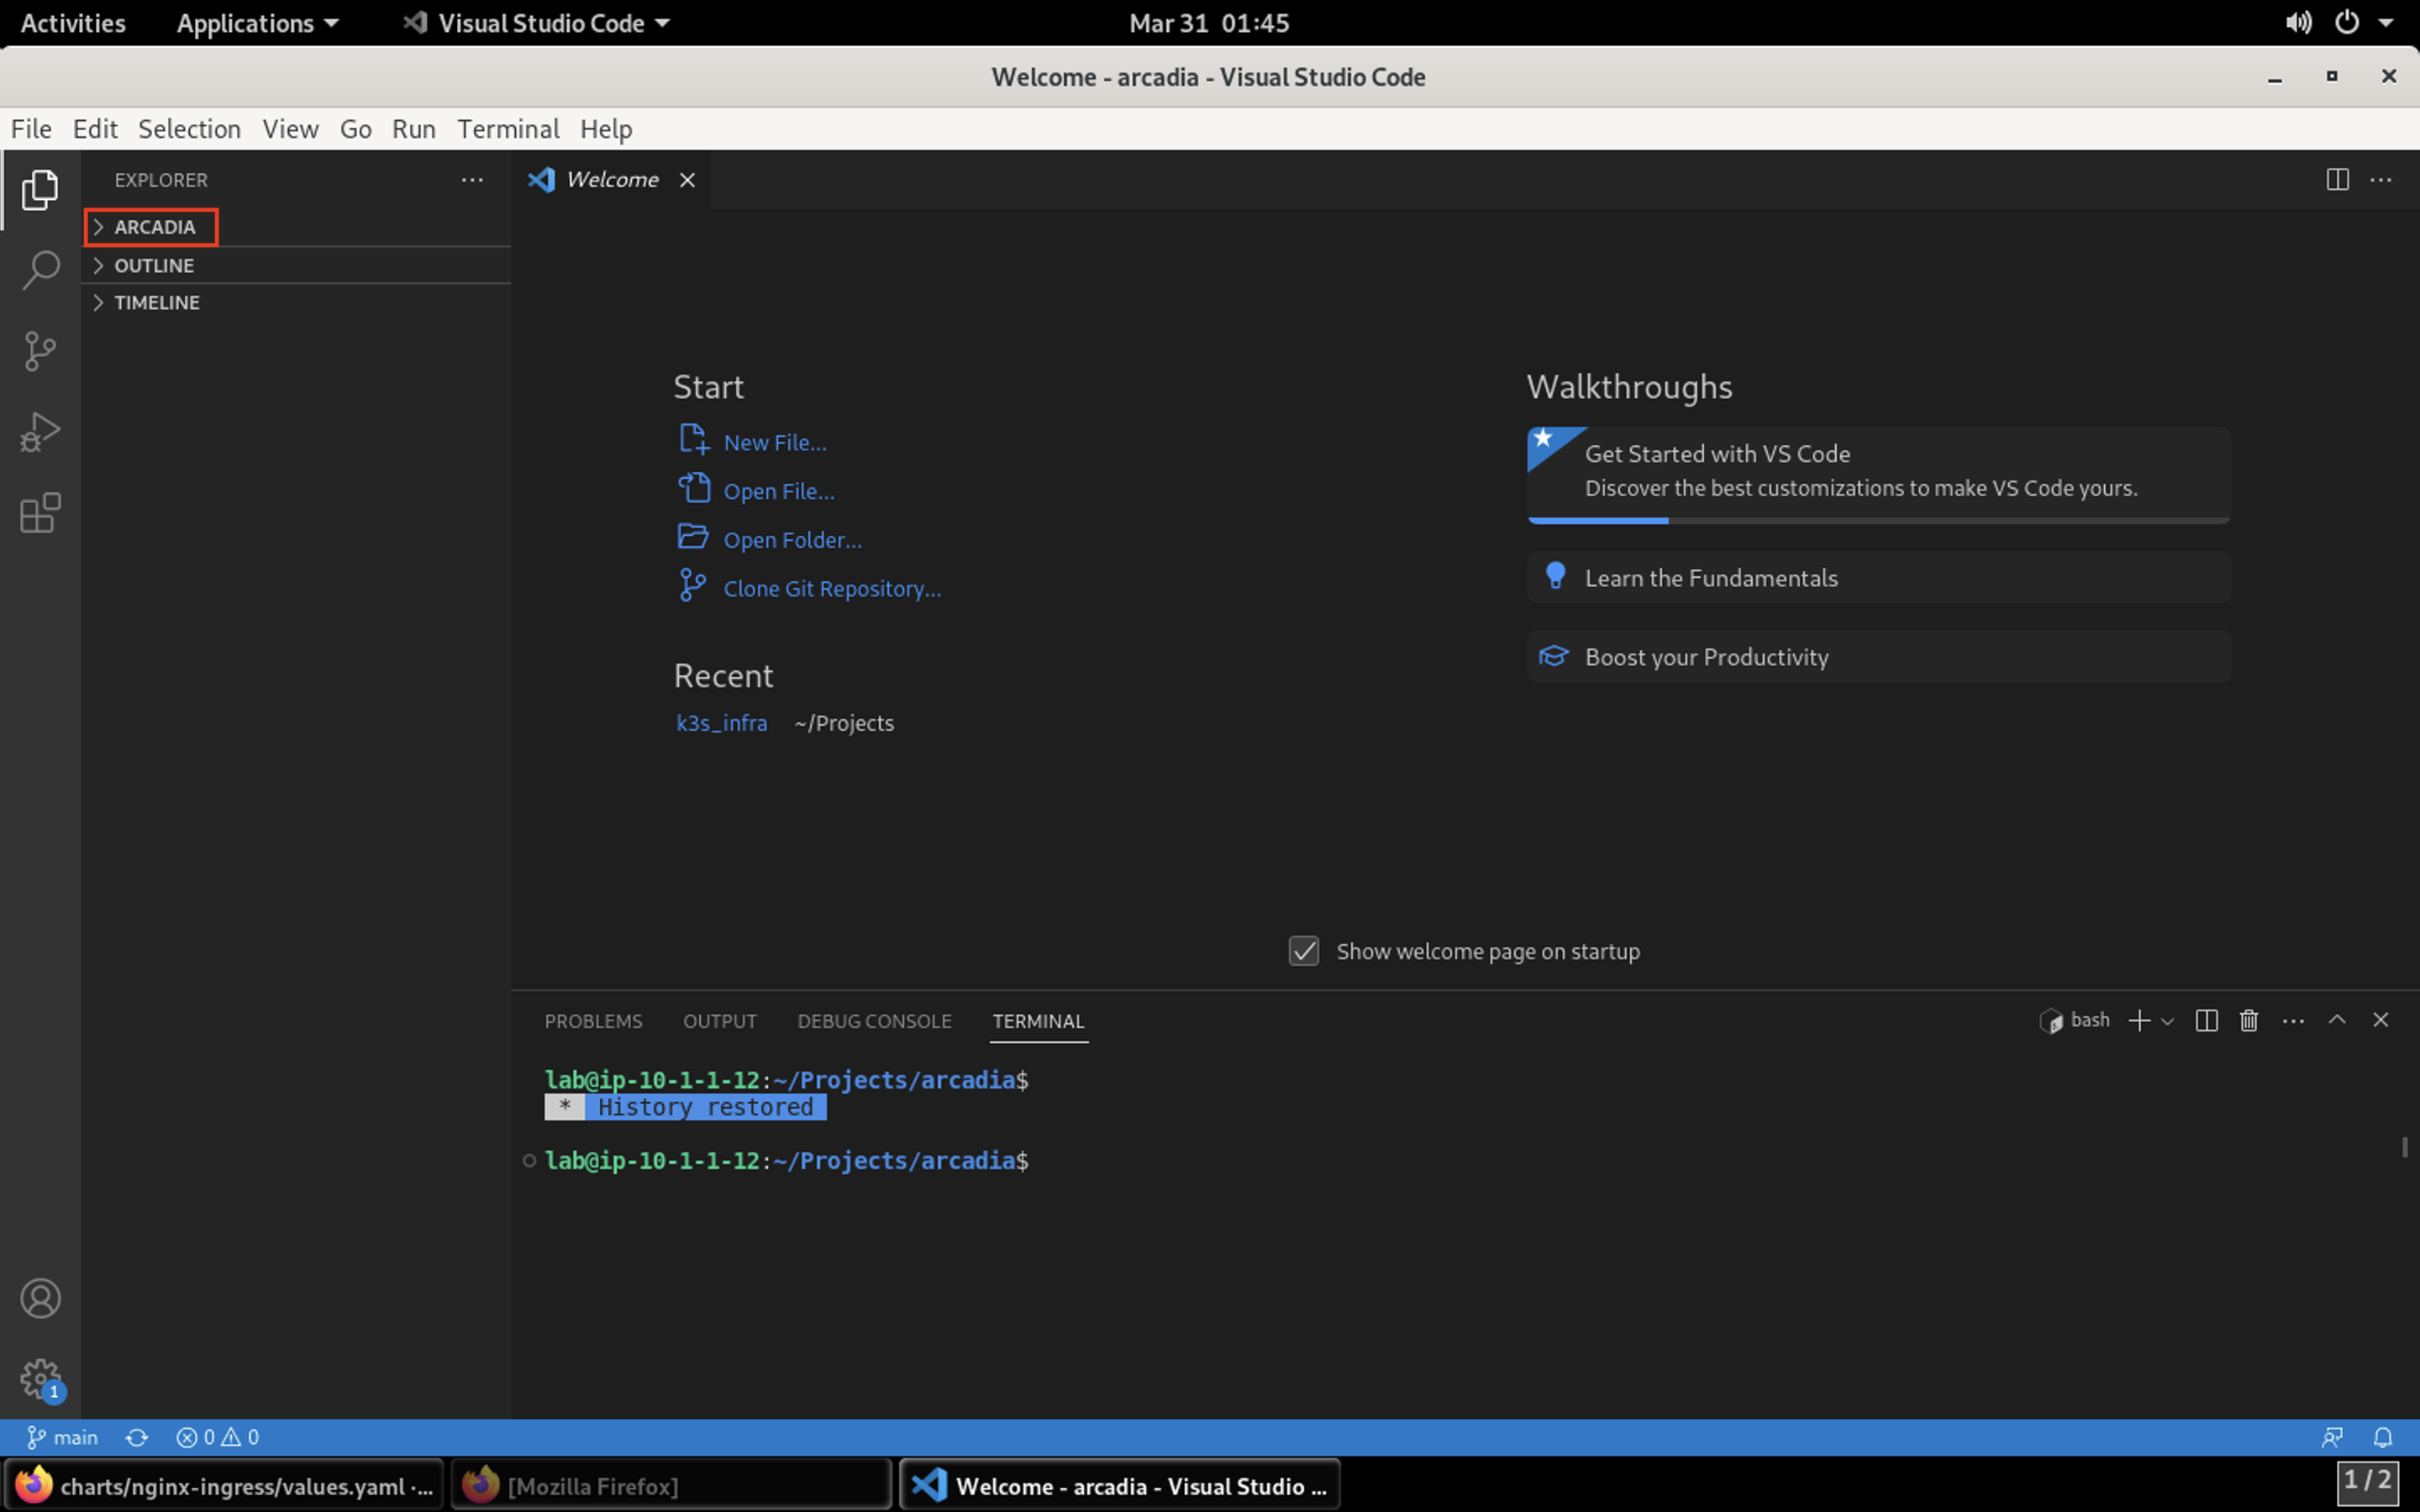 Activities Applications Visual Studio Code Mar 31 01:45
Welcome - arcadia - Visual Studio Code
File Edit Selection View Go Run Terminal Help
EXPLORER
ARCADIA
OUTLINE
TIMELINE
Welcome
Start
New File...
Open File...
Open Folder...
Clone Git Repository...
Recent
k3s_infra ~/Projects
Walkthroughs
Get Started with VS Code
Discover the best customizations to make VS Code yours.
Learn the Fundamentals
Boost your Productivity
Show welcome page on startup
PROBLEMS OUTPUT DEBUG CONSOLE TERMINAL bash
lab@ip-10-1-1-12:~/Projects/arcadia$
* History restored
lab@ip-10-1-1-12:~/Projects/arcadia$
1
main 0 0
charts/nginx-ingress/values.yaml ·... [Mozilla Firefox] Welcome - arcadia - Visual Studio ... 1 / 2